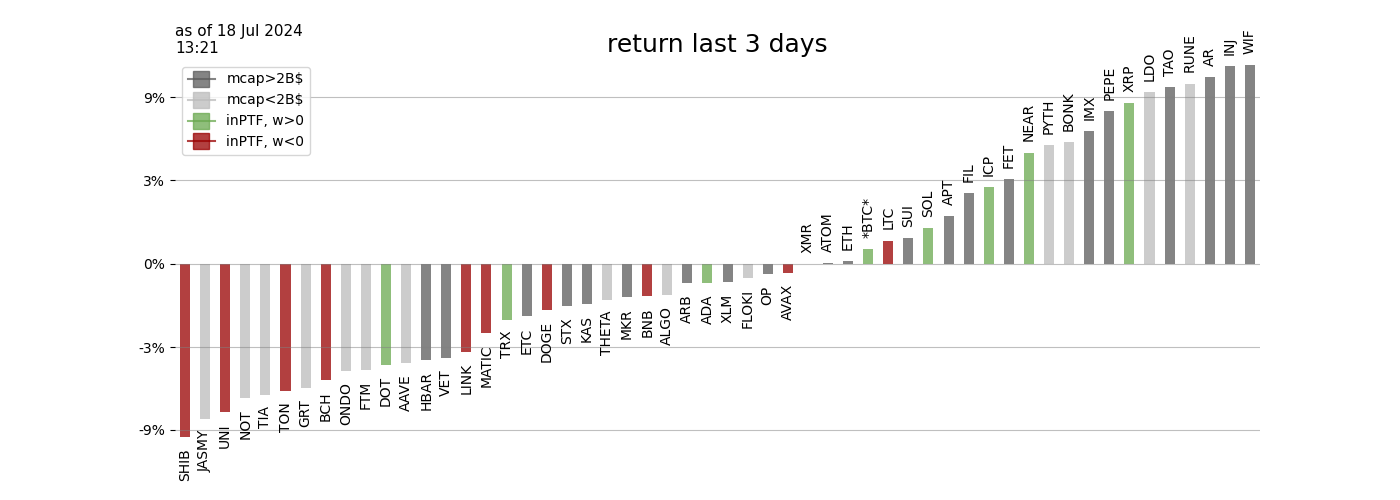 as of 18 Jul 2024
13:21
return last 3 days
mcap>2B$
mcap<2B$
inPTF, w>0
inPTF, w<0
9%
3%
0%
-3%
-9%
SHIB
JASMY
UNI
NOT
TIA
TON
GRT
BCH
ONDO
FTM
DOT
AAVE
HBAR
VET
LINK
MATIC
TRX
ETC
DOGE
STX
KAS
THETA
MKR
BNB
ALGO
ARB
ADA
XLM
FLOKI
OP
AVAX
XMR
ATOM
ETH
*BTC*
LTC
SUI
SOL
APT
FIL
ICP
FET
NEAR
PYTH
BONK
IMX
PEPE
XRP
LDO
TAO
RUNE
AR
INJ
WIF